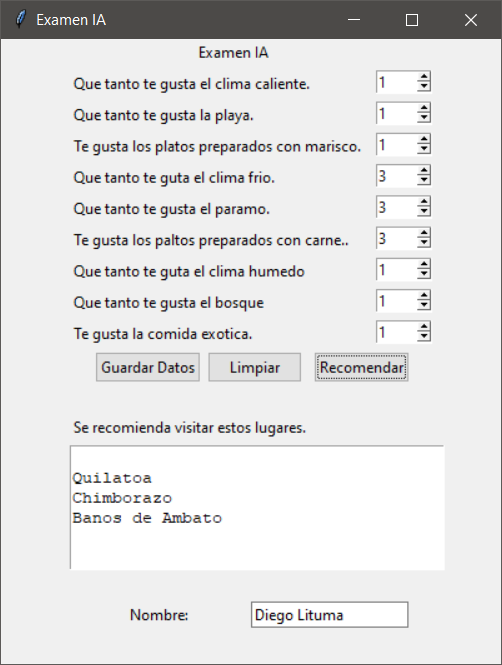 Examen IA
Examen IA
Que tanto te gusta el clima caliente. 1
Que tanto te gusta la playa. 1
Te gusta los platos preparados con marisco. 1
Que tanto te guta el clima frio. 3
Que tanto te gusta el paramo. 3
Te gusta los paltos preparados con carne.. 3
Que tanto te guta el clima humedo 1
Que tanto te gusta el bosque 1
Te gusta la comida exotica. 1
Guardar Datos Limpiar Recomendar
Se recomienda visitar estos lugares.
Quilatoa
Chimborazo
Banos de Ambato
Nombre: Diego Lituma